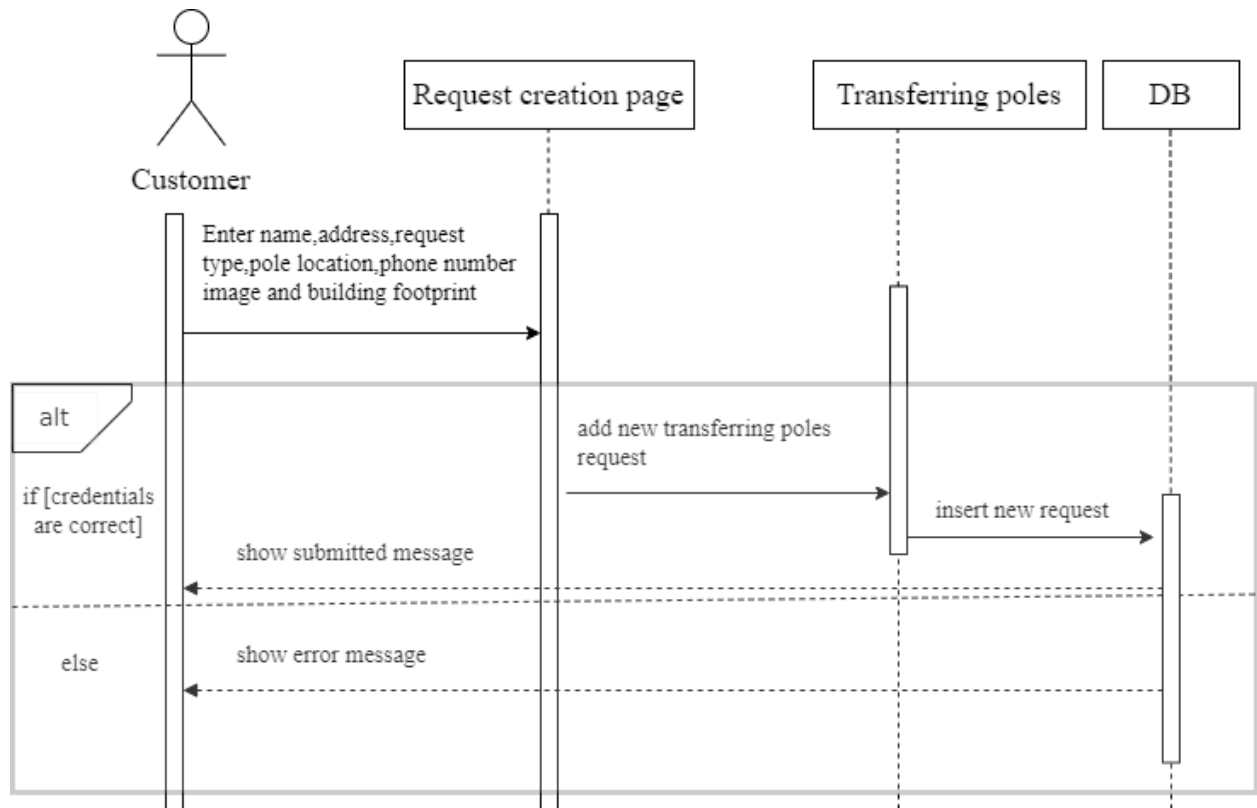 Request creation page
Transferring poles
DB
Customer
Enter name,address,request
type,pole location,phone number
image and building footprint
alt
add new transferring poles
request
if [credentials
are correct]
insert new request
show submitted message
else
show error message